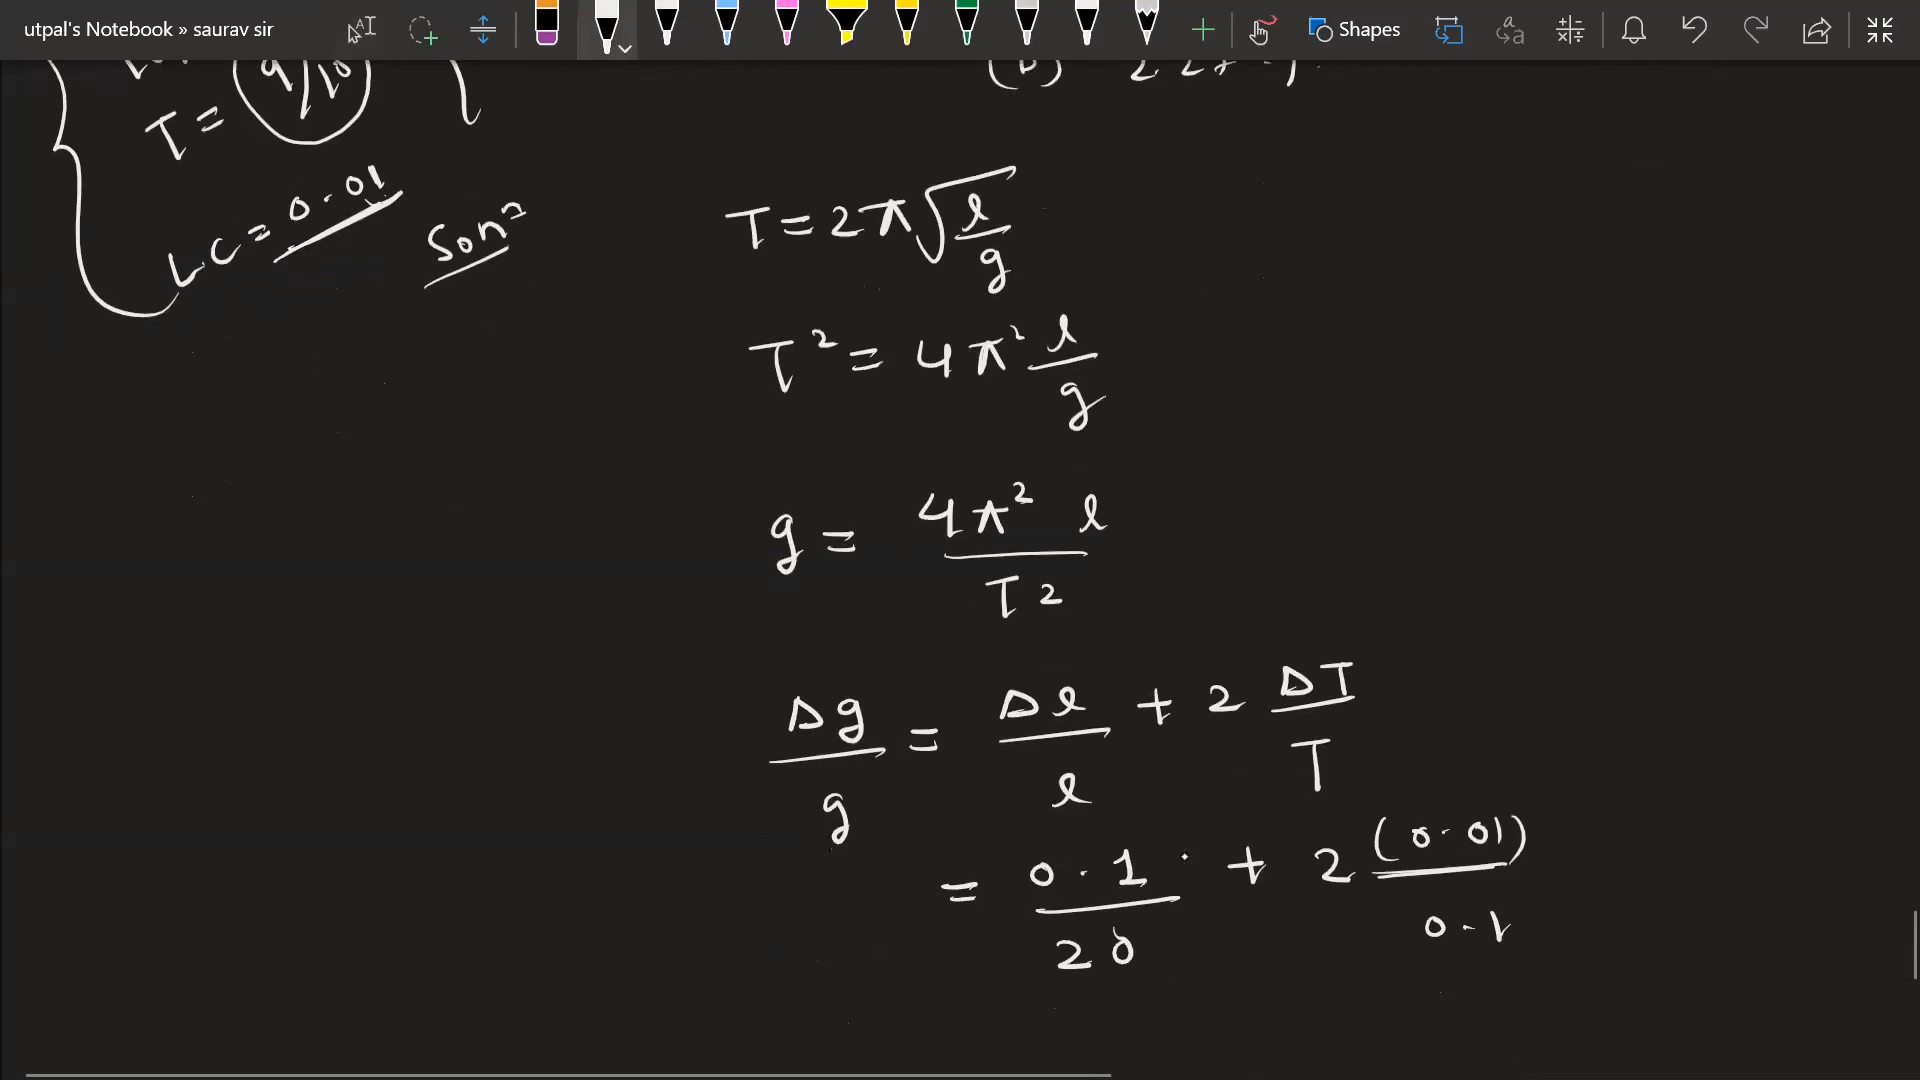 utpal's Notebook » saurav sir
Shapes
T = 9/10
LC = 0.01
Solⁿ
T = 2π√(l/g)
T² = 4π² l/g
g = 4π² l / T²
Δg/g = Δl/l + 2 ΔT/T
= 0.1/20 + 2 (0.01)/0.1